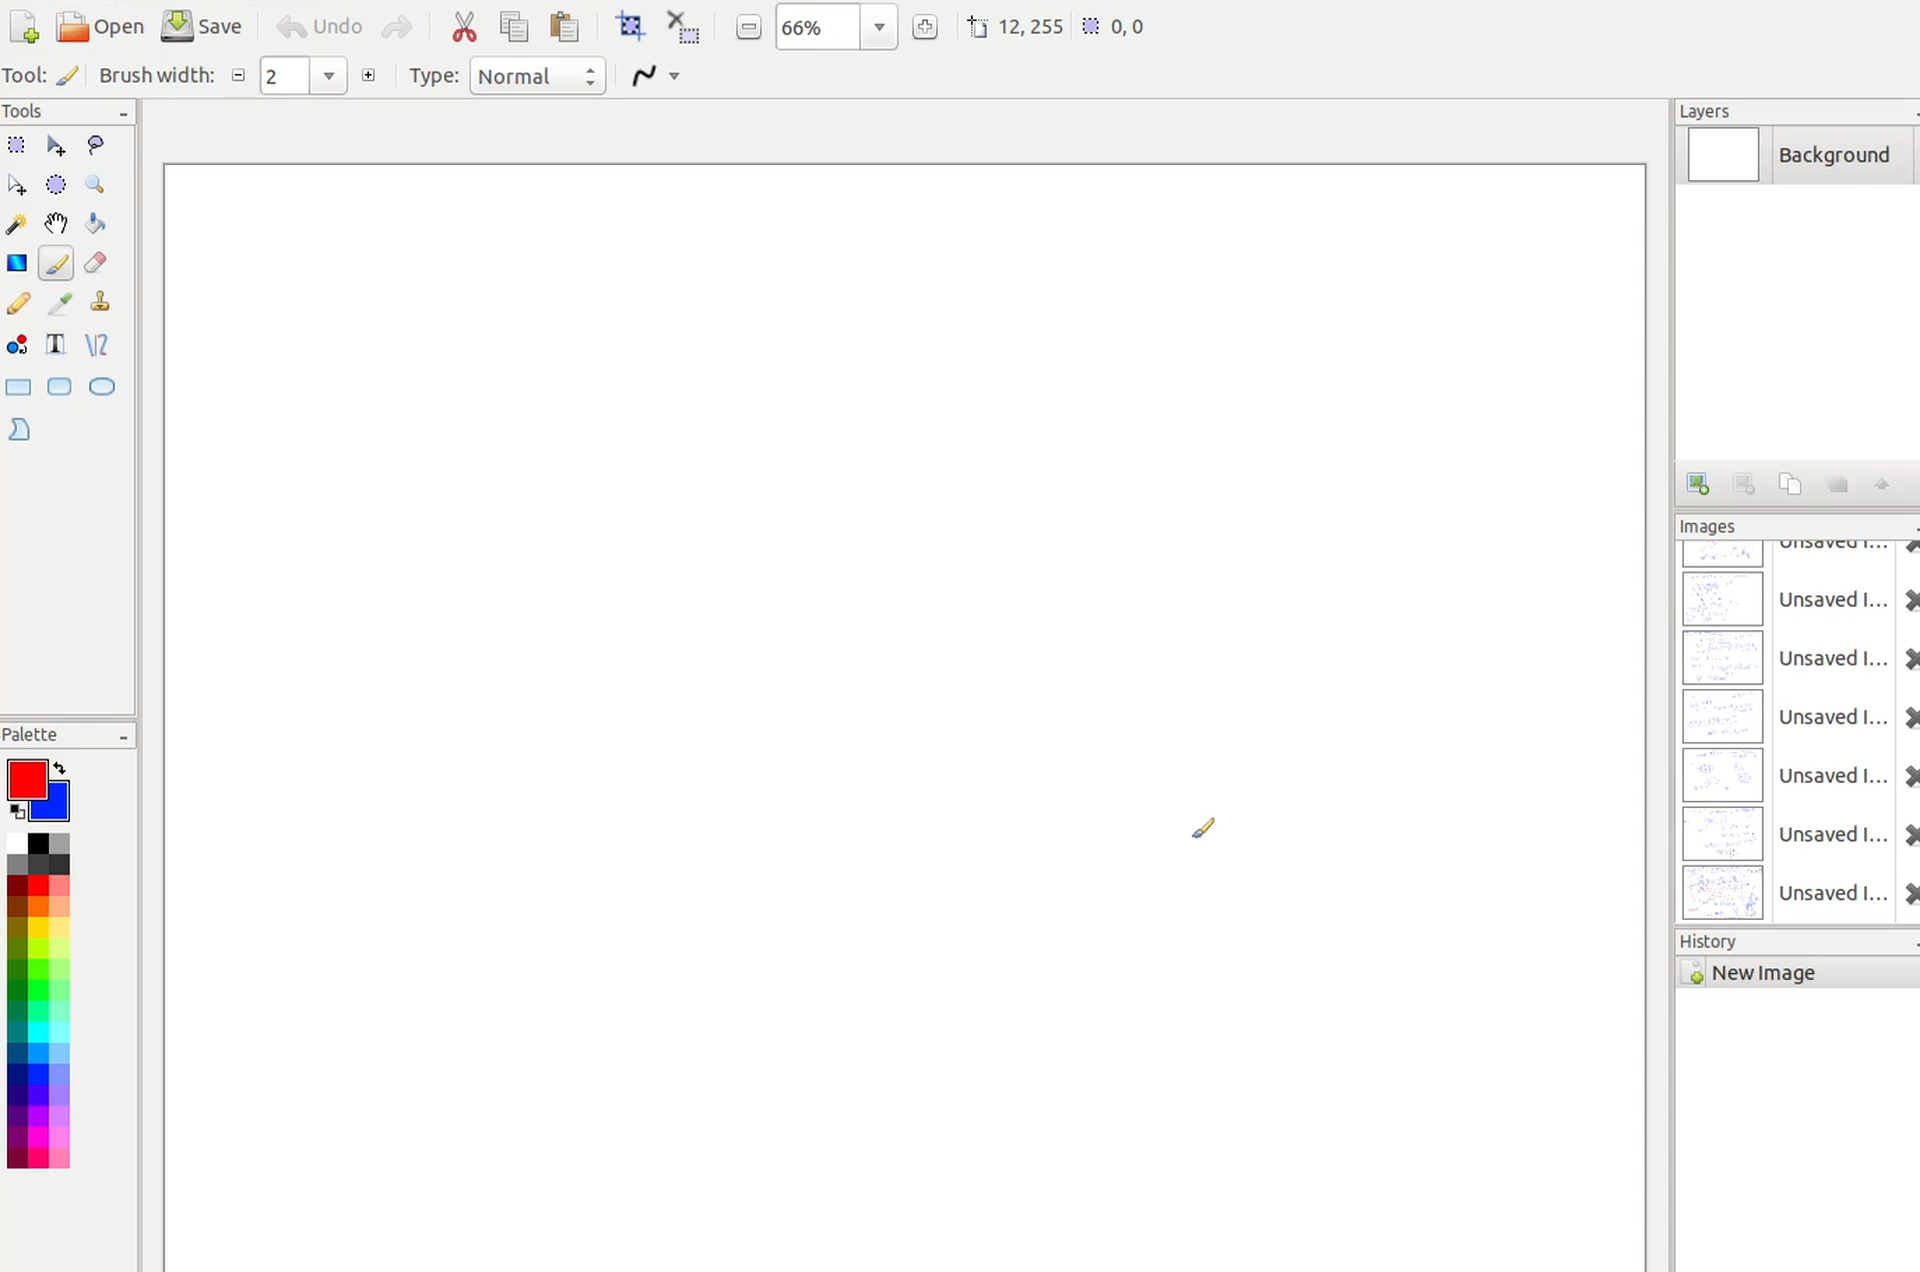 Open Save Undo 66% 12, 255 0, 0
Tool: Brush width: 2 Type: Normal
Tools
Layers
Background
Images
Unsaved I...
Unsaved I...
Unsaved I...
Unsaved I...
Unsaved I...
Unsaved I...
Unsaved I...
Palette
History
New Image